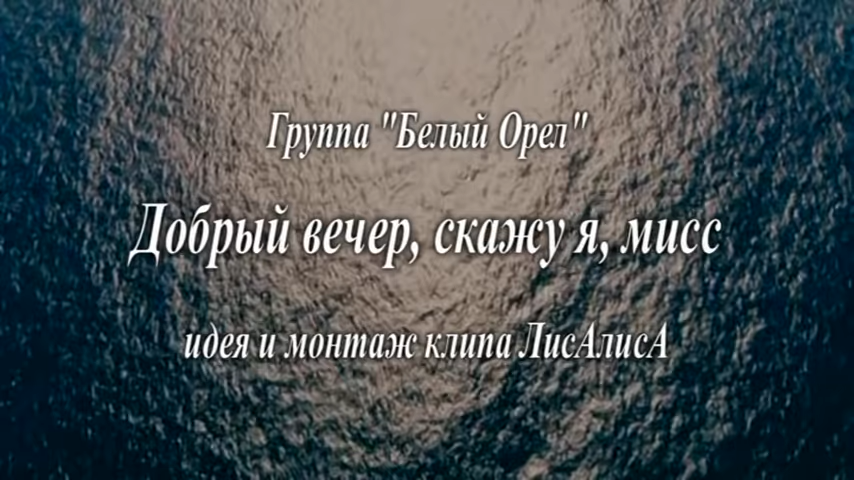 Группа "Белый Орел"
Добрый вечер, скажу я, мисс
идея и монтаж клипа ЛисАлисА